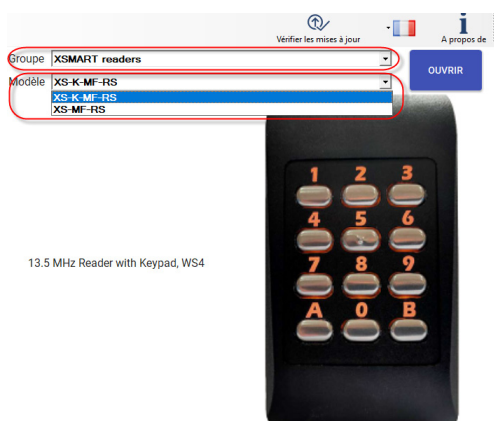 Vérifier les mises à jour
A propos de
Groupe XSMART readers
OUVRIR
Modèle XS-K-MF-RS
XS-K-MF-RS
XS-MF-RS
13.5 MHz Reader with Keypad, WS4
1 2 3
4 5 6
7 8 9
A 0 B